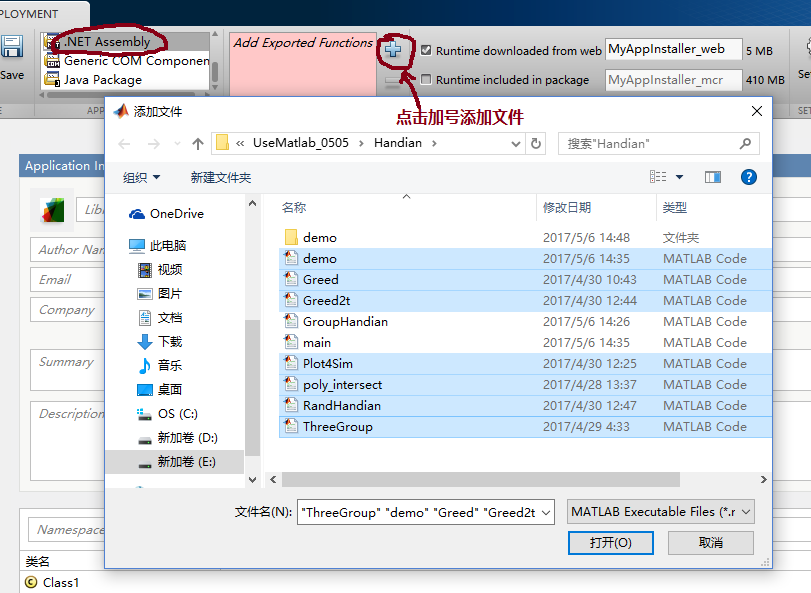 PLOYMENT
Save
.NET Assembly
Generic COM Componen
Java Package
APP
Add Exported Functions
Runtime downloaded from web MyAppInstaller_web 5 MB
Runtime included in package MyAppInstaller_mcr 410 MB
点击加号添加文件
添加文件
« UseMatlab_0505 › Handian ›
搜索"Handian"
组织 新建文件夹
名称 修改日期 类型
OneDrive
此电脑
视频
图片
文档
下载
音乐
桌面
OS (C:)
新加卷 (D:)
新加卷 (E:)
demo 2017/5/6 14:48 文件夹
demo 2017/5/6 14:35 MATLAB Code
Greed 2017/4/30 10:43 MATLAB Code
Greed2t 2017/4/30 12:44 MATLAB Code
GroupHandian 2017/5/6 14:26 MATLAB Code
main 2017/5/6 14:35 MATLAB Code
Plot4Sim 2017/4/30 12:25 MATLAB Code
poly_intersect 2017/4/28 13:37 MATLAB Code
RandHandian 2017/4/30 12:47 MATLAB Code
ThreeGroup 2017/4/29 4:33 MATLAB Code
文件名(N): "ThreeGroup" "demo" "Greed" "Greed2t MATLAB Executable Files (*.r
打开(O) 取消
Application In
Libr
Author Nam
Email
Company
Summary
Description
Namespace
类名
Class1